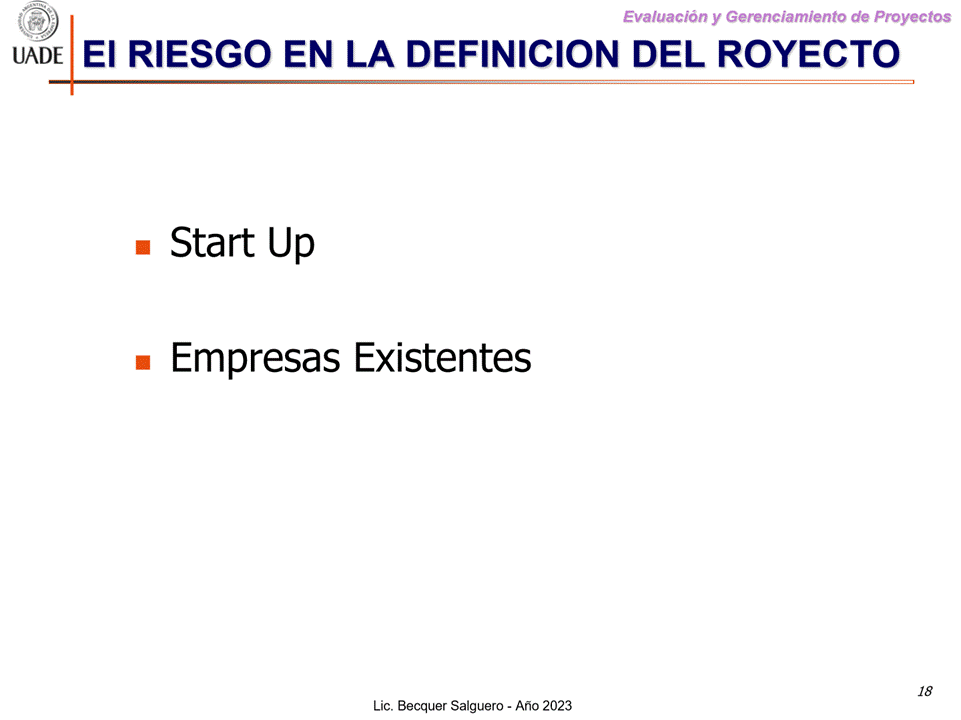 Evaluación y Gerenciamiento de Proyectos
UADE
El RIESGO EN LA DEFINICION DEL ROYECTO
Start Up
Empresas Existentes
18
Lic. Becquer Salguero - Año 2023